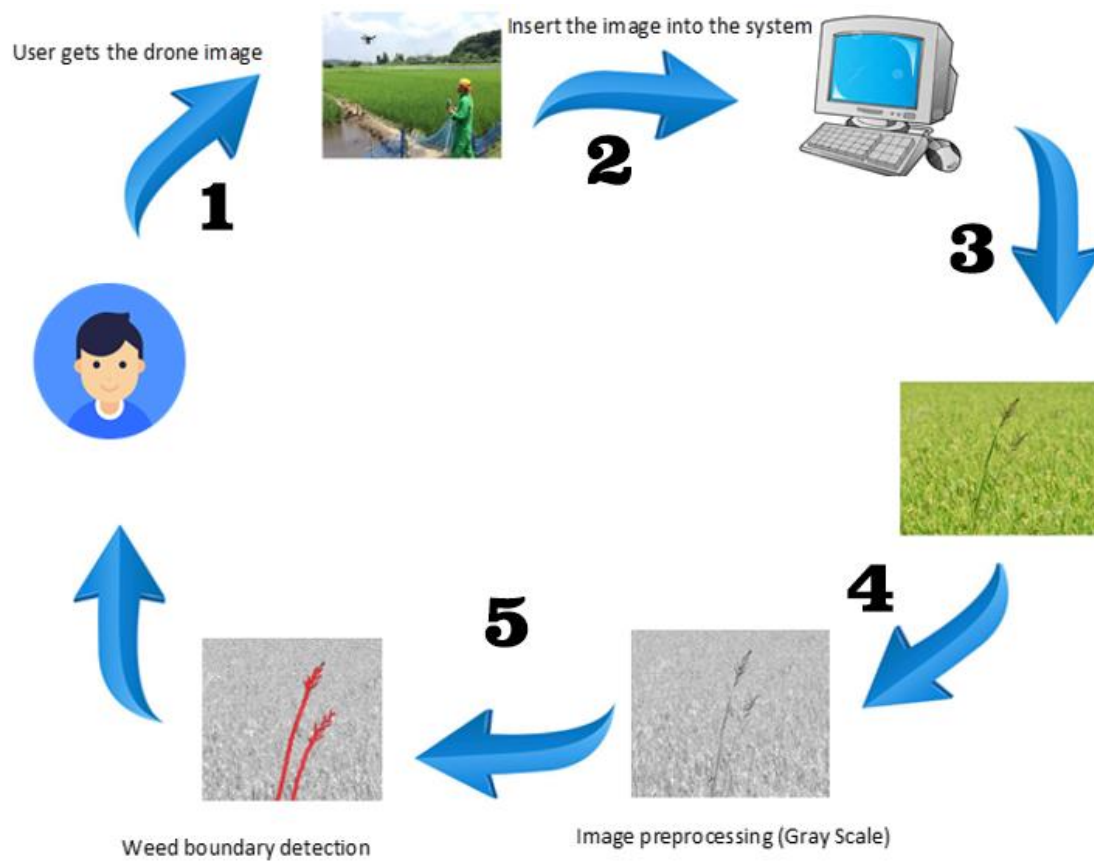 User gets the drone image
Insert the image into the system
1
2
3
4
5
Image preprocessing (Gray Scale)
Weed boundary detection